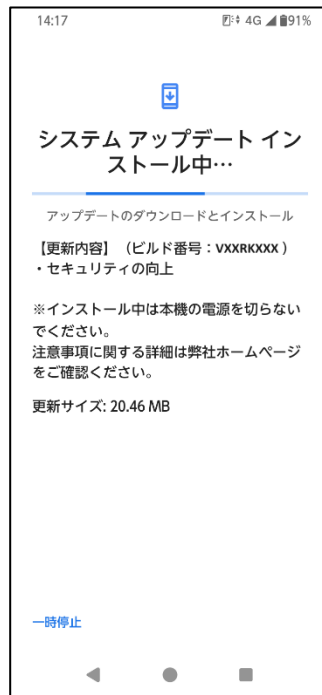 14:17 4G 91%
システム アップデート イン
ストール中…
アップデートのダウンロードとインストール
【更新内容】（ビルド番号：VXXRKXXX）
・セキュリティの向上
※インストール中は本機の電源を切らない
でください。
注意事項に関する詳細は弊社ホームページ
をご確認ください。
更新サイズ: 20.46 MB
一時停止